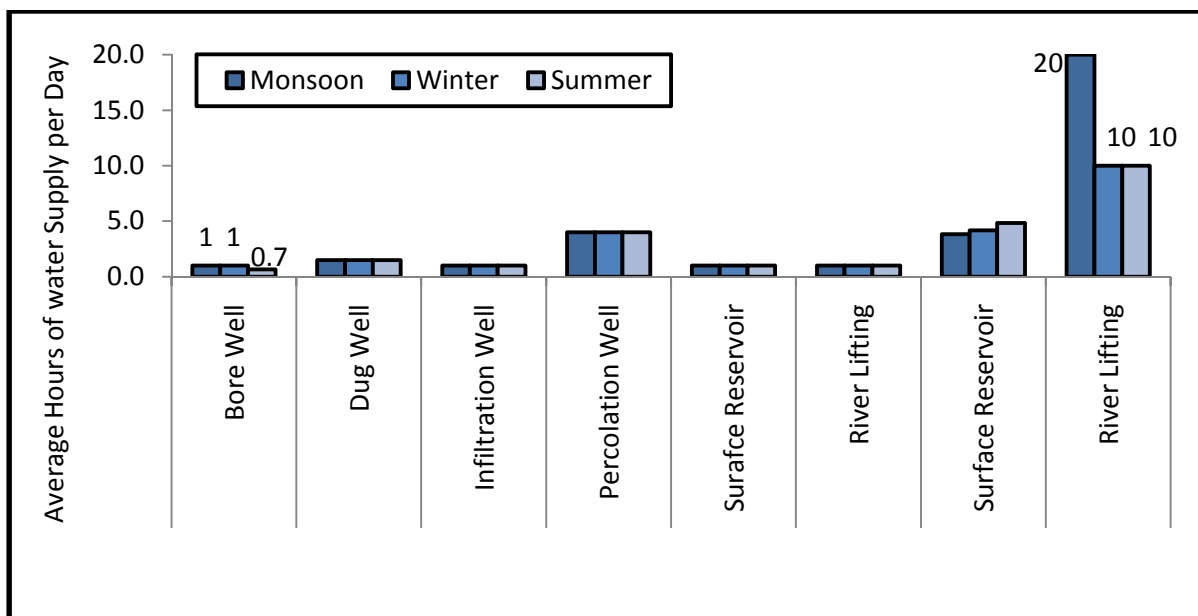 Average Hours of water Supply per Day
20.0
15.0
10.0
5.0
0.0
Monsoon Winter Summer
1 1 0.7
20 10 10
Bore Well
Dug Well
Infiltration Well
Percolation Well
Surafce Reservoir
River Lifting
Surface Reservoir
River Lifting